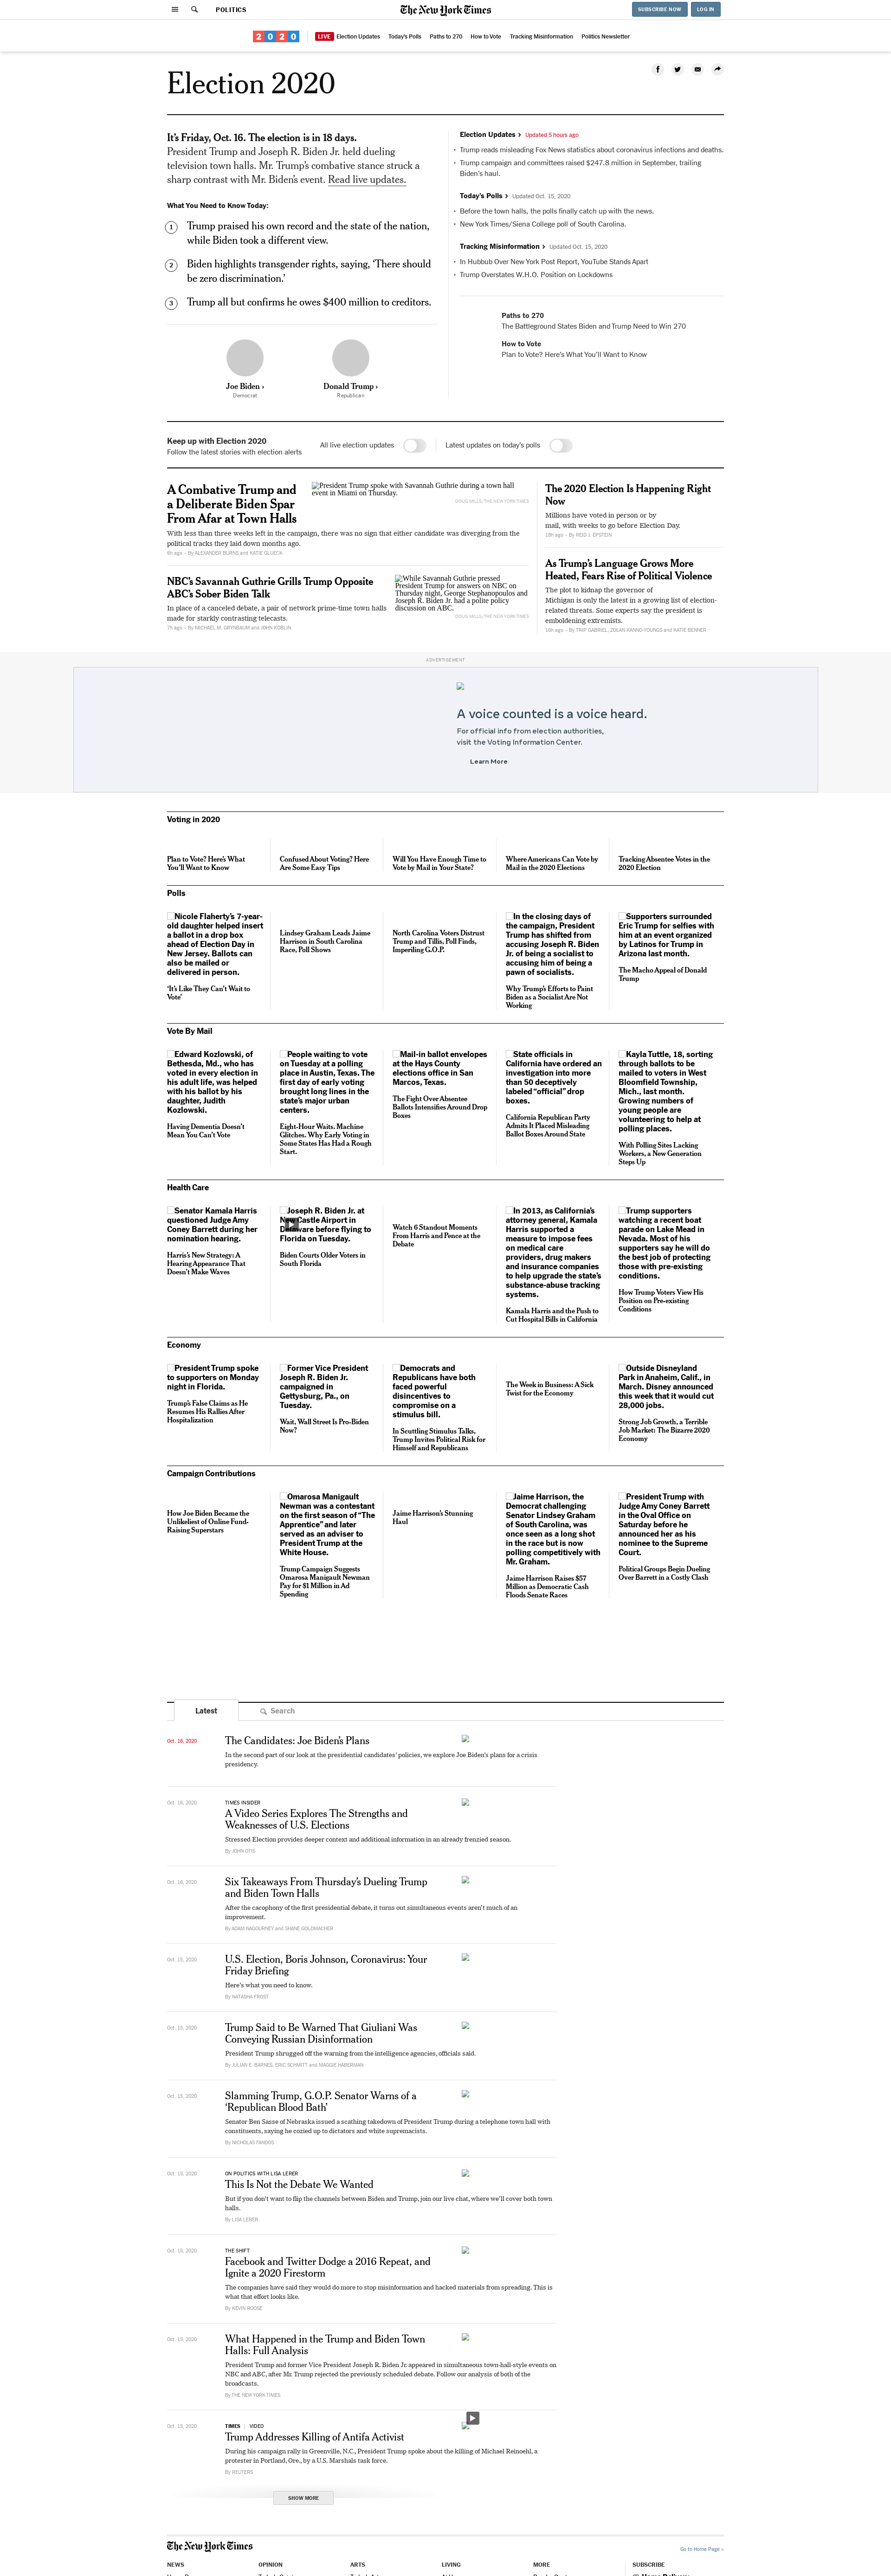 POLITICS
The New York Times
SUBSCRIBE NOW
LOG IN
2020
LIVE Election Updates
Today's Polls
Paths to 270
How to Vote
Tracking Misinformation
Politics Newsletter
Election 2020
It's Friday, Oct. 16. The election is in 18 days.
President Trump and Joseph R. Biden Jr. held dueling
television town halls. Mr. Trump's combative stance struck a
sharp contrast with Mr. Biden's event. Read live updates.
What You Need to Know Today:
1 Trump praised his own record and the state of the nation,
while Biden took a different view.
2 Biden highlights transgender rights, saying, 'There should
be zero discrimination.'
3 Trump all but confirms he owes $400 million to creditors.
Joe Biden ›
Democrat
Donald Trump ›
Republican
Election Updates › Updated 5 hours ago
• Trump reads misleading Fox News statistics about coronavirus infections and deaths.
• Trump campaign and committees raised $247.8 million in September, trailing
Biden's haul.
Today's Polls › Updated Oct. 15, 2020
• Before the town halls, the polls finally catch up with the news.
• New York Times/Siena College poll of South Carolina.
Tracking Misinformation › Updated Oct. 15, 2020
• In Hubbub Over New York Post Report, YouTube Stands Apart
• Trump Overstates W.H.O. Position on Lockdowns
Paths to 270
The Battleground States Biden and Trump Need to Win 270
How to Vote
Plan to Vote? Here's What You'll Want to Know
Keep up with Election 2020
Follow the latest stories with election alerts
All live election updates
Latest updates on today's polls
A Combative Trump and
a Deliberate Biden Spar
From Afar at Town Halls
President Trump spoke with Savannah Guthrie during a town hall
event in Miami on Thursday.
DOUG MILLS/THE NEW YORK TIMES
With less than three weeks left in the campaign, there was no sign that either candidate was diverging from the
political tracks they laid down months ago.
6h ago – By ALEXANDER BURNS and KATIE GLUECK
NBC's Savannah Guthrie Grills Trump Opposite
ABC's Sober Biden Talk
In place of a canceled debate, a pair of network prime-time town halls
made for starkly contrasting telecasts.
7h ago – By MICHAEL M. GRYNBAUM and JOHN KOBLIN
While Savannah Guthrie pressed
President Trump for answers on NBC on
Thursday night, George Stephanopoulos and
Joseph R. Biden Jr. had a polite policy
discussion on ABC.
DOUG MILLS/THE NEW YORK TIMES
The 2020 Election Is Happening Right
Now
Millions have voted in person or by
mail, with weeks to go before Election Day.
18h ago – By REID J. EPSTEIN
As Trump's Language Grows More
Heated, Fears Rise of Political Violence
The plot to kidnap the governor of
Michigan is only the latest in a growing list of election-
related threats. Some experts say the president is
emboldening extremists.
16h ago – By TRIP GABRIEL, ZOLAN KANNO-YOUNGS and KATIE BENNER
ADVERTISEMENT
A voice counted is a voice heard.
For official info from election authorities,
visit the Voting Information Center.
Learn More
Voting in 2020
Plan to Vote? Here's What
You'll Want to Know
Confused About Voting? Here
Are Some Easy Tips
Will You Have Enough Time to
Vote by Mail in Your State?
Where Americans Can Vote by
Mail in the 2020 Elections
Tracking Absentee Votes in the
2020 Election
Polls
Nicole Flaherty's 7-year-
old daughter helped insert
a ballot in a drop box
ahead of Election Day in
New Jersey. Ballots can
also be mailed or
delivered in person.
'It's Like They Can't Wait to
Vote'
Lindsey Graham Leads Jaime
Harrison in South Carolina
Race, Poll Shows
North Carolina Voters Distrust
Trump and Tillis, Poll Finds,
Imperiling G.O.P.
In the closing days of
the campaign, President
Trump has shifted from
accusing Joseph R. Biden
Jr. of being a socialist to
accusing him of being a
pawn of socialists.
Why Trump's Efforts to Paint
Biden as a Socialist Are Not
Working
Supporters surrounded
Eric Trump for selfies with
him at an event organized
by Latinos for Trump in
Arizona last month.
The Macho Appeal of Donald
Trump
Vote By Mail
Edward Kozlowski, of
Bethesda, Md., who has
voted in every election in
his adult life, was helped
with his ballot by his
daughter, Judith
Kozlowski.
Having Dementia Doesn't
Mean You Can't Vote
People waiting to vote
on Tuesday at a polling
place in Austin, Texas. The
first day of early voting
brought long lines in the
state's major urban
centers.
Eight-Hour Waits. Machine
Glitches. Why Early Voting in
Some States Has Had a Rough
Start.
Mail-in ballot envelopes
at the Hays County
elections office in San
Marcos, Texas.
The Fight Over Absentee
Ballots Intensifies Around Drop
Boxes
State officials in
California have ordered an
investigation into more
than 50 deceptively
labeled “official” drop
boxes.
California Republican Party
Admits It Placed Misleading
Ballot Boxes Around State
Kayla Tuttle, 18, sorting
through ballots to be
mailed to voters in West
Bloomfield Township,
Mich., last month.
Growing numbers of
young people are
volunteering to help at
polling places.
With Polling Sites Lacking
Workers, a New Generation
Steps Up
Health Care
Senator Kamala Harris
questioned Judge Amy
Coney Barrett during her
nomination hearing.
Harris's New Strategy: A
Hearing Appearance That
Doesn't Make Waves
Joseph R. Biden Jr. at
New Castle Airport in
Delaware before flying to
Florida on Tuesday.
Biden Courts Older Voters in
South Florida
Watch 6 Standout Moments
From Harris and Pence at the
Debate
In 2013, as California's
attorney general, Kamala
Harris supported a
measure to impose fees
on medical care
providers, drug makers
and insurance companies
to help upgrade the state's
substance-abuse tracking
systems.
Kamala Harris and the Push to
Cut Hospital Bills in California
Trump supporters
watching a recent boat
parade on Lake Mead in
Nevada. Most of his
supporters say he will do
the best job of protecting
those with pre-existing
conditions.
How Trump Voters View His
Position on Pre-existing
Conditions
Economy
President Trump spoke
to supporters on Monday
night in Florida.
Trump's False Claims as He
Resumes His Rallies After
Hospitalization
Former Vice President
Joseph R. Biden Jr.
campaigned in
Gettysburg, Pa., on
Tuesday.
Wait, Wall Street Is Pro-Biden
Now?
Democrats and
Republicans have both
faced powerful
disincentives to
compromise on a
stimulus bill.
In Scuttling Stimulus Talks,
Trump Invites Political Risk for
Himself and Republicans
The Week in Business: A Sick
Twist for the Economy
Outside Disneyland
Park in Anaheim, Calif., in
March. Disney announced
this week that it would cut
28,000 jobs.
Strong Job Growth, a Terrible
Job Market: The Bizarre 2020
Economy
Campaign Contributions
How Joe Biden Became the
Unlikeliest of Online Fund-
Raising Superstars
Omarosa Manigault
Newman was a contestant
on the first season of “The
Apprentice” and later
served as an adviser to
President Trump at the
White House.
Trump Campaign Suggests
Omarosa Manigault Newman
Pay for $1 Million in Ad
Spending
Jaime Harrison's Stunning
Haul
Jaime Harrison, the
Democrat challenging
Senator Lindsey Graham
of South Carolina, was
once seen as a long shot
in the race but is now
polling competitively with
Mr. Graham.
Jaime Harrison Raises $57
Million as Democratic Cash
Floods Senate Races
President Trump with
Judge Amy Coney Barrett
in the Oval Office on
Saturday before he
announced her as his
nominee to the Supreme
Court.
Political Groups Begin Dueling
Over Barrett in a Costly Clash
Latest
Search
Oct. 16, 2020
The Candidates: Joe Biden's Plans
In the second part of our look at the presidential candidates' policies, we explore Joe Biden's plans for a crisis
presidency.
Oct. 16, 2020
TIMES INSIDER
A Video Series Explores The Strengths and
Weaknesses of U.S. Elections
Stressed Election provides deeper context and additional information in an already frenzied season.
By JOHN OTIS
Oct. 16, 2020
Six Takeaways From Thursday's Dueling Trump
and Biden Town Halls
After the cacophony of the first presidential debate, it turns out simultaneous events aren't much of an
improvement.
By ADAM NAGOURNEY and SHANE GOLDMACHER
Oct. 15, 2020
U.S. Election, Boris Johnson, Coronavirus: Your
Friday Briefing
Here's what you need to know.
By NATASHA FROST
Oct. 15, 2020
Trump Said to Be Warned That Giuliani Was
Conveying Russian Disinformation
President Trump shrugged off the warning from the intelligence agencies, officials said.
By JULIAN E. BARNES, ERIC SCHMITT and MAGGIE HABERMAN
Oct. 15, 2020
Slamming Trump, G.O.P. Senator Warns of a
'Republican Blood Bath'
Senator Ben Sasse of Nebraska issued a scathing takedown of President Trump during a telephone town hall with
constituents, saying he cozied up to dictators and white supremacists.
By NICHOLAS FANDOS
Oct. 15, 2020
ON POLITICS WITH LISA LERER
This Is Not the Debate We Wanted
But if you don't want to flip the channels between Biden and Trump, join our live chat, where we'll cover both town
halls.
By LISA LERER
Oct. 15, 2020
THE SHIFT
Facebook and Twitter Dodge a 2016 Repeat, and
Ignite a 2020 Firestorm
The companies have said they would do more to stop misinformation and hacked materials from spreading. This is
what that effort looks like.
By KEVIN ROOSE
Oct. 15, 2020
What Happened in the Trump and Biden Town
Halls: Full Analysis
President Trump and former Vice President Joseph R. Biden Jr. appeared in simultaneous town-hall-style events on
NBC and ABC, after Mr. Trump rejected the previously scheduled debate. Follow our analysis of both of the
broadcasts.
By THE NEW YORK TIMES
Oct. 15, 2020
TIMES | VIDEO
Trump Addresses Killing of Antifa Activist
During his campaign rally in Greenville, N.C., President Trump spoke about the killing of Michael Reinoehl, a
protester in Portland, Ore., by a U.S. Marshals task force.
By REUTERS
SHOW MORE
The New York Times
Go to Home Page »
NEWS
OPINION
ARTS
LIVING
MORE
SUBSCRIBE